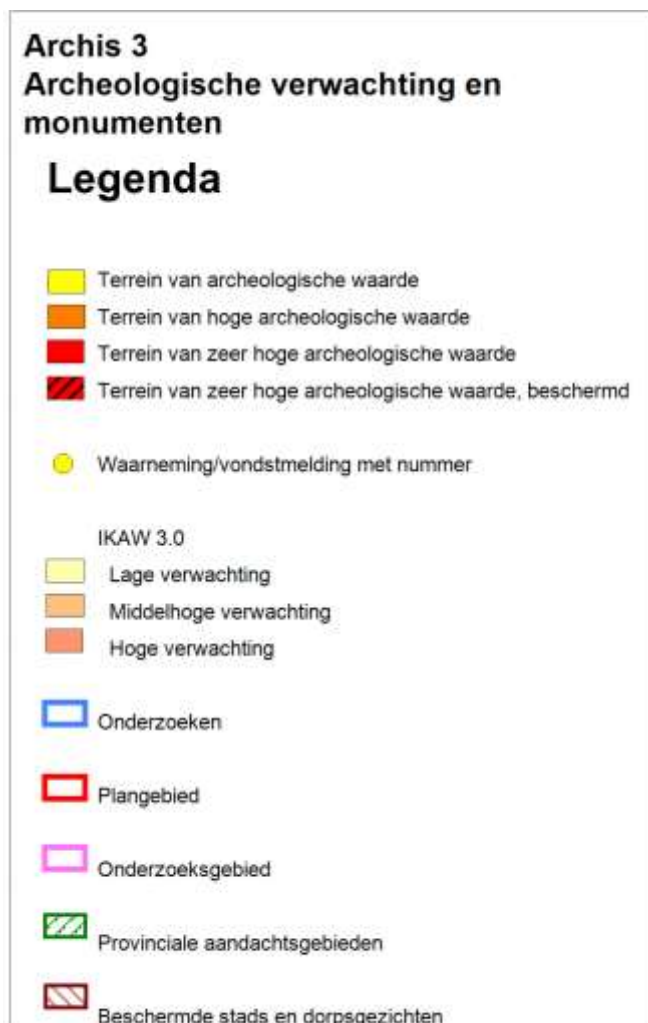 Archis 3
Archeologische verwachting en
monumenten
Legenda
Terrein van archeologische waarde
Terrein van hoge archeologische waarde
Terrein van zeer hoge archeologische waarde
Terrein van zeer hoge archeologische waarde, beschermd
Waarneming/vondstmelding met nummer
IKAW 3.0
Lage verwachting
Middelhoge verwachting
Hoge verwachting
Onderzoeken
Plangebied
Onderzoeksgebied
Provinciale aandachtsgebieden
Beschermde stads en dorpsgezichten